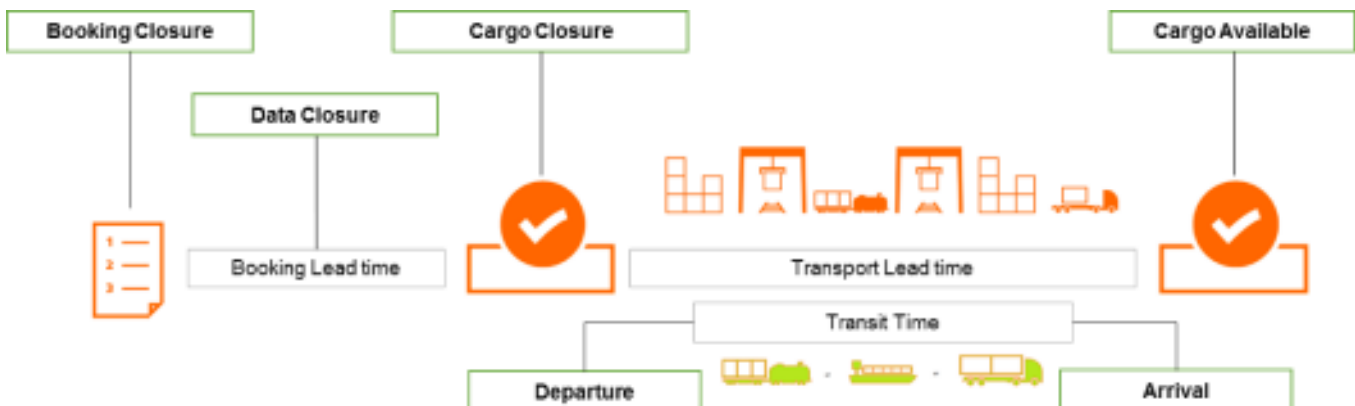 Booking Closure
Cargo Closure
Cargo Available
Data Closure
1
2
3
Booking Lead time
Transport Lead time
Transit Time
Departure
Arrival